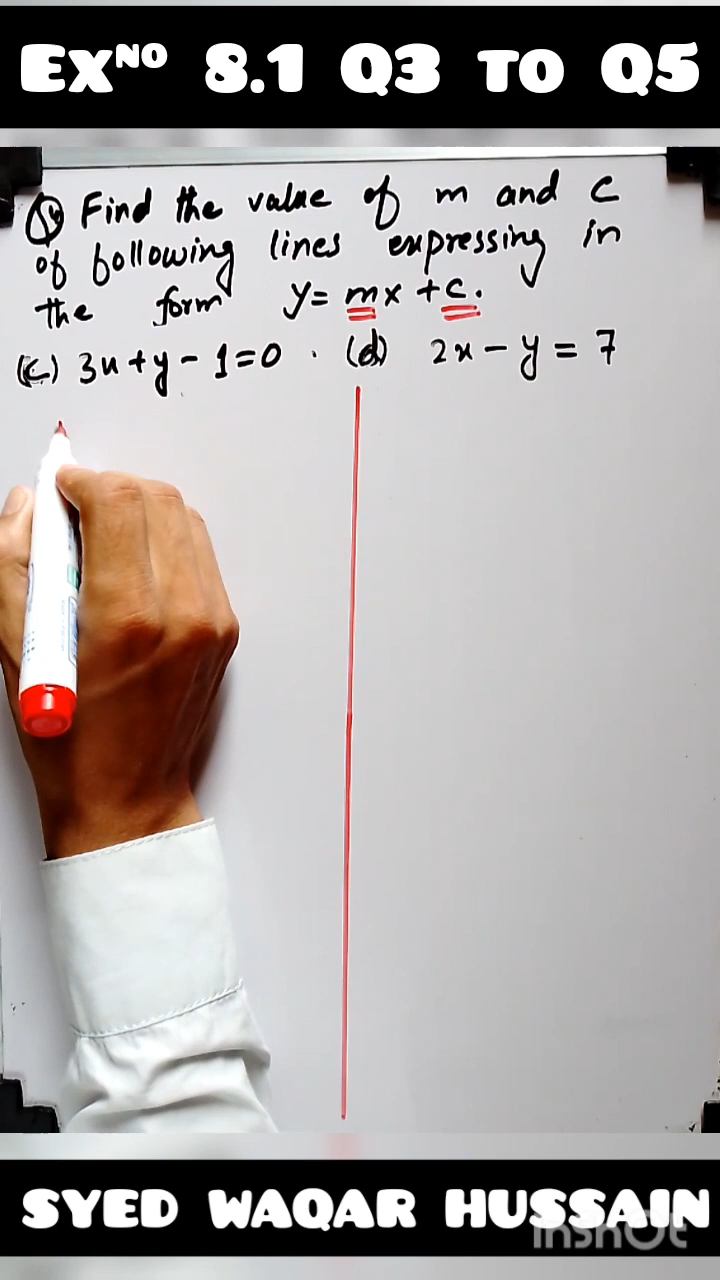 EXNO 8.1 Q3 TO Q5
Q4 Find the value of m and c
of following lines expressing in
the form y = mx + c.
(c) 3x + y - 1 = 0 . (d) 2x - y = 7
SYED WAQAR HUSSAIN
InShOt